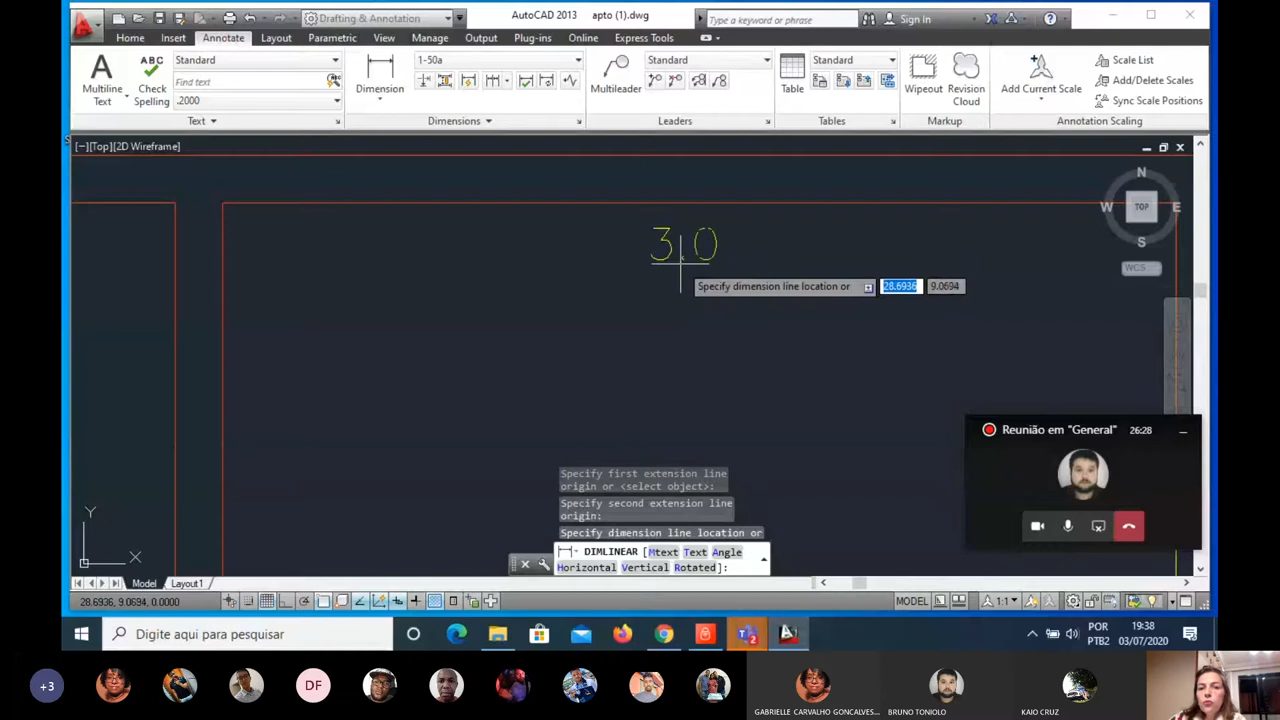 Drafting & Annotation
AutoCAD 2013 apto (1).dwg
Type a keyword or phrase
Sign In
Home Insert Annotate Layout Parametric View Manage Output Plug-ins Online Express Tools
A
Multiline
Text
ABC
Check
Spelling
Standard
Find text
.2000
Text
Dimension
1-50a
Dimensions
Multileader
Standard
Leaders
Table
Standard
Tables
Wipeout
Revision
Cloud
Markup
Add Current Scale
Scale List
Add/Delete Scales
Sync Scale Positions
Annotation Scaling
[−][Top][2D Wireframe]
N
W TOP E
S
WCS
3.0
Specify dimension line location or 28.6936 9.0694
Reunião em "General" 26:28
Specify first extension line
origin or <select object>:
Specify second extension line
origin:
Specify dimension line location or
DIMLINEAR [Mtext Text Angle
Horizontal Vertical Rotated]:
Y
X
Model Layout1
28.6936, 9.0694, 0.0000
MODEL
1:1
Digite aqui para pesquisar
2
POR
PTB2
19:38
03/07/2020
+3
DF
GABRIELLE CARVALHO GONCALVES...
BRUNO TONIOLO
KAIO CRUZ